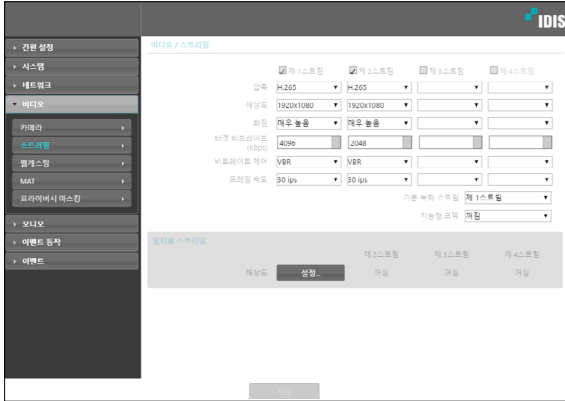 IDIS
간편 설정
시스템
네트워크
비디오
카메라
스트리밍
웹캐스팅
MAT
프라이버시 마스킹
오디오
이벤트 동작
이벤트
비디오 / 스트리밍
제 1스트림 제 2스트림 제 3스트림 제 4스트림
압축 H.265 H.265
해상도 1920x1080 1920x1080
화질 매우 높음 매우 높음
타겟 비트레이트 (Kbps) 4096 2048
비트레이트 제어 VBR VBR
프레임 속도 30 ips 30 ips
기본 녹화 스트림 제 1스트림
지능형 코덱 꺼짐
멀티뷰 스트리밍
제 2스트림 제 3스트림 제 4스트림
해상도 설정... 꺼짐 꺼짐 꺼짐
저장